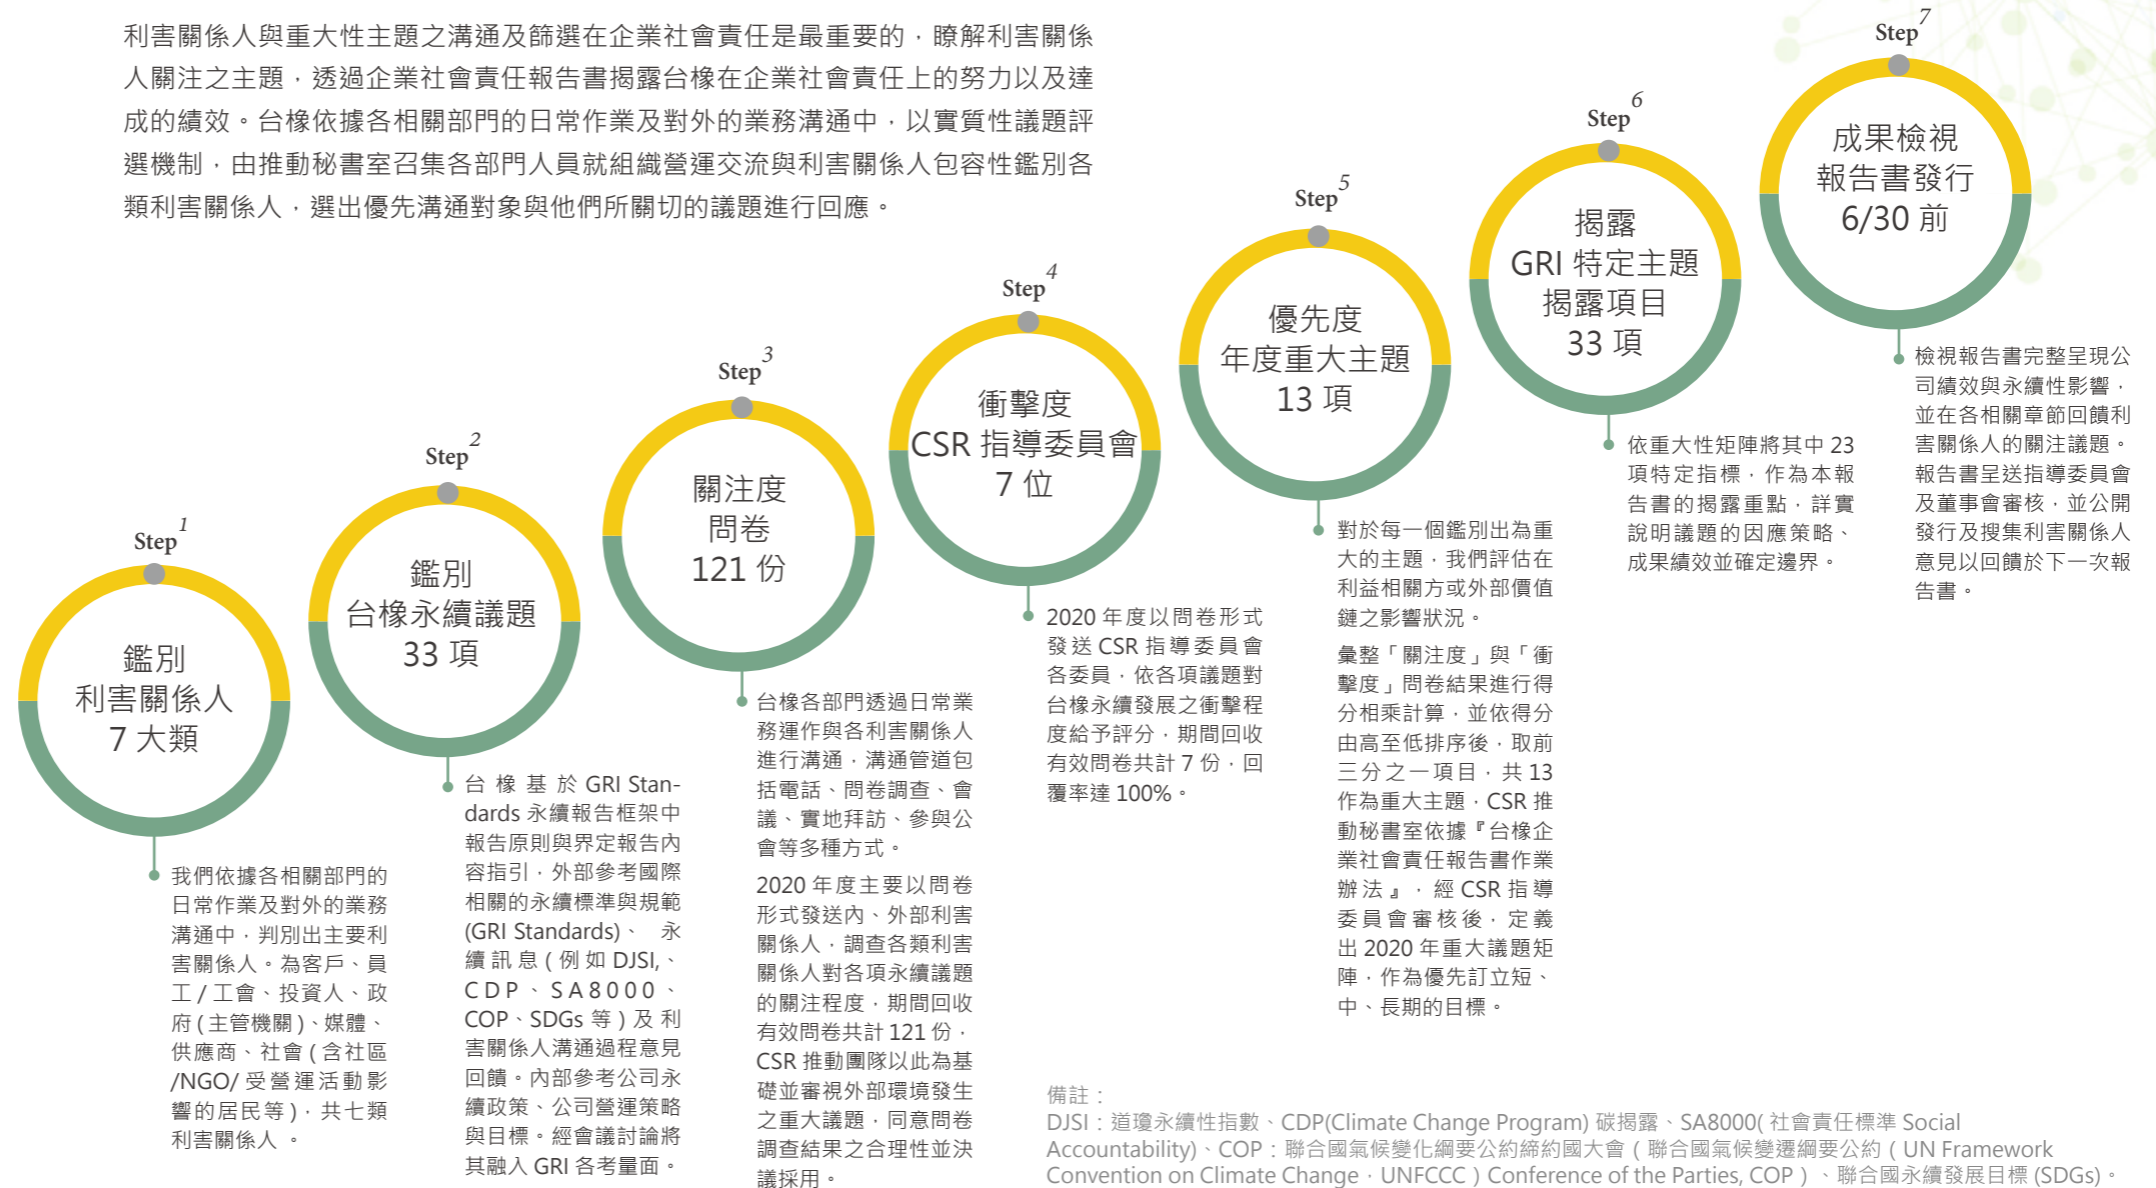 利害關係人與重大性主題之溝通及篩選在企業社會責任是最重要的，瞭解利害關係
人關注之主題，透過企業社會責任報告書揭露台橡在企業社會責任上的努力以及達
成的績效。台橡依據各相關部門的日常作業及對外的業務溝通中，以實質性議題評
選機制，由推動秘書室召集各部門人員就組織營運交流與利害關係人包容性鑑別各
類利害關係人，選出優先溝通對象與他們所關切的議題進行回應。
Step 1
鑑別
利害關係人
7 大類
我們依據各相關部門的
日常作業及對外的業務
溝通中，判別出主要利
害關係人。為客戶、員
工 / 工會、投資人、政
府 ( 主管機關 )、媒體、
供應商、社會 ( 含社區
/NGO/ 受營運活動影
響的居民等 )，共七類
利害關係人 。
Step 2
鑑別
台橡永續議題
33 項
台橡基於 GRI Stan-
dards 永續報告框架中
報告原則與界定報告內
容指引，外部參考國際
相關的永續標準與規範
(GRI Standards)、 永
續訊息 ( 例如 DJSI,、
CDP、SA8000、
COP、SDGs 等 ) 及利
害關係人溝通過程意見
回饋。內部參考公司永
續政策、公司營運策略
與目標。經會議討論將
其融入 GRI 各考量面。
Step 3
關注度
問卷
121 份
台橡各部門透過日常業
務運作與各利害關係人
進行溝通，溝通管道包
括電話、問卷調查、會
議、實地拜訪、參與公
會等多種方式。
2020 年度主要以問卷
形式發送內、外部利害
關係人，調查各類利害
關係人對各項永續議題
的關注程度，期間回收
有效問卷共計 121 份，
CSR 推動團隊以此為基
礎並審視外部環境發生
之重大議題，同意問卷
調查結果之合理性並決
議採用。
Step 4
衝擊度
CSR 指導委員會
7 位
2020 年度以問卷形式
發送 CSR 指導委員會
各委員，依各項議題對
台橡永續發展之衝擊程
度給予評分，期間回收
有效問卷共計 7 份，回
覆率達 100%。
Step 5
優先度
年度重大主題
13 項
對於每一個鑑別出為重
大的主題，我們評估在
利益相關方或外部價值
鏈之影響狀況。
彙整「關注度」與「衝
擊度」問卷結果進行得
分相乘計算，並依得分
由高至低排序後，取前
三分之一項目，共 13
作為重大主題，CSR 推
動秘書室依據『台橡企
業社會責任報告書作業
辦法』，經 CSR 指導
委員會審核後，定義
出 2020 年重大議題矩
陣，作為優先訂立短、
中、長期的目標。
Step 6
揭露
GRI 特定主題
揭露項目
33 項
依重大性矩陣將其中 23
項特定指標，作為本報
告書的揭露重點，詳實
說明議題的因應策略、
成果績效並確定邊界。
Step 7
成果檢視
報告書發行
6/30 前
檢視報告書完整呈現公
司績效與永續性影響，
並在各相關章節回饋利
害關係人的關注議題。
報告書呈送指導委員會
及董事會審核，並公開
發行及搜集利害關係人
意見以回饋於下一次報
告書。
備註：
DJSI：道瓊永續性指數、CDP(Climate Change Program) 碳揭露、SA8000( 社會責任標準 Social
Accountability)、COP：聯合國氣候變化綱要公約締約國大會（聯合國氣候變遷綱要公約（UN Framework
Convention on Climate Change，UNFCCC）Conference of the Parties, COP）、聯合國永續發展目標 (SDGs)。